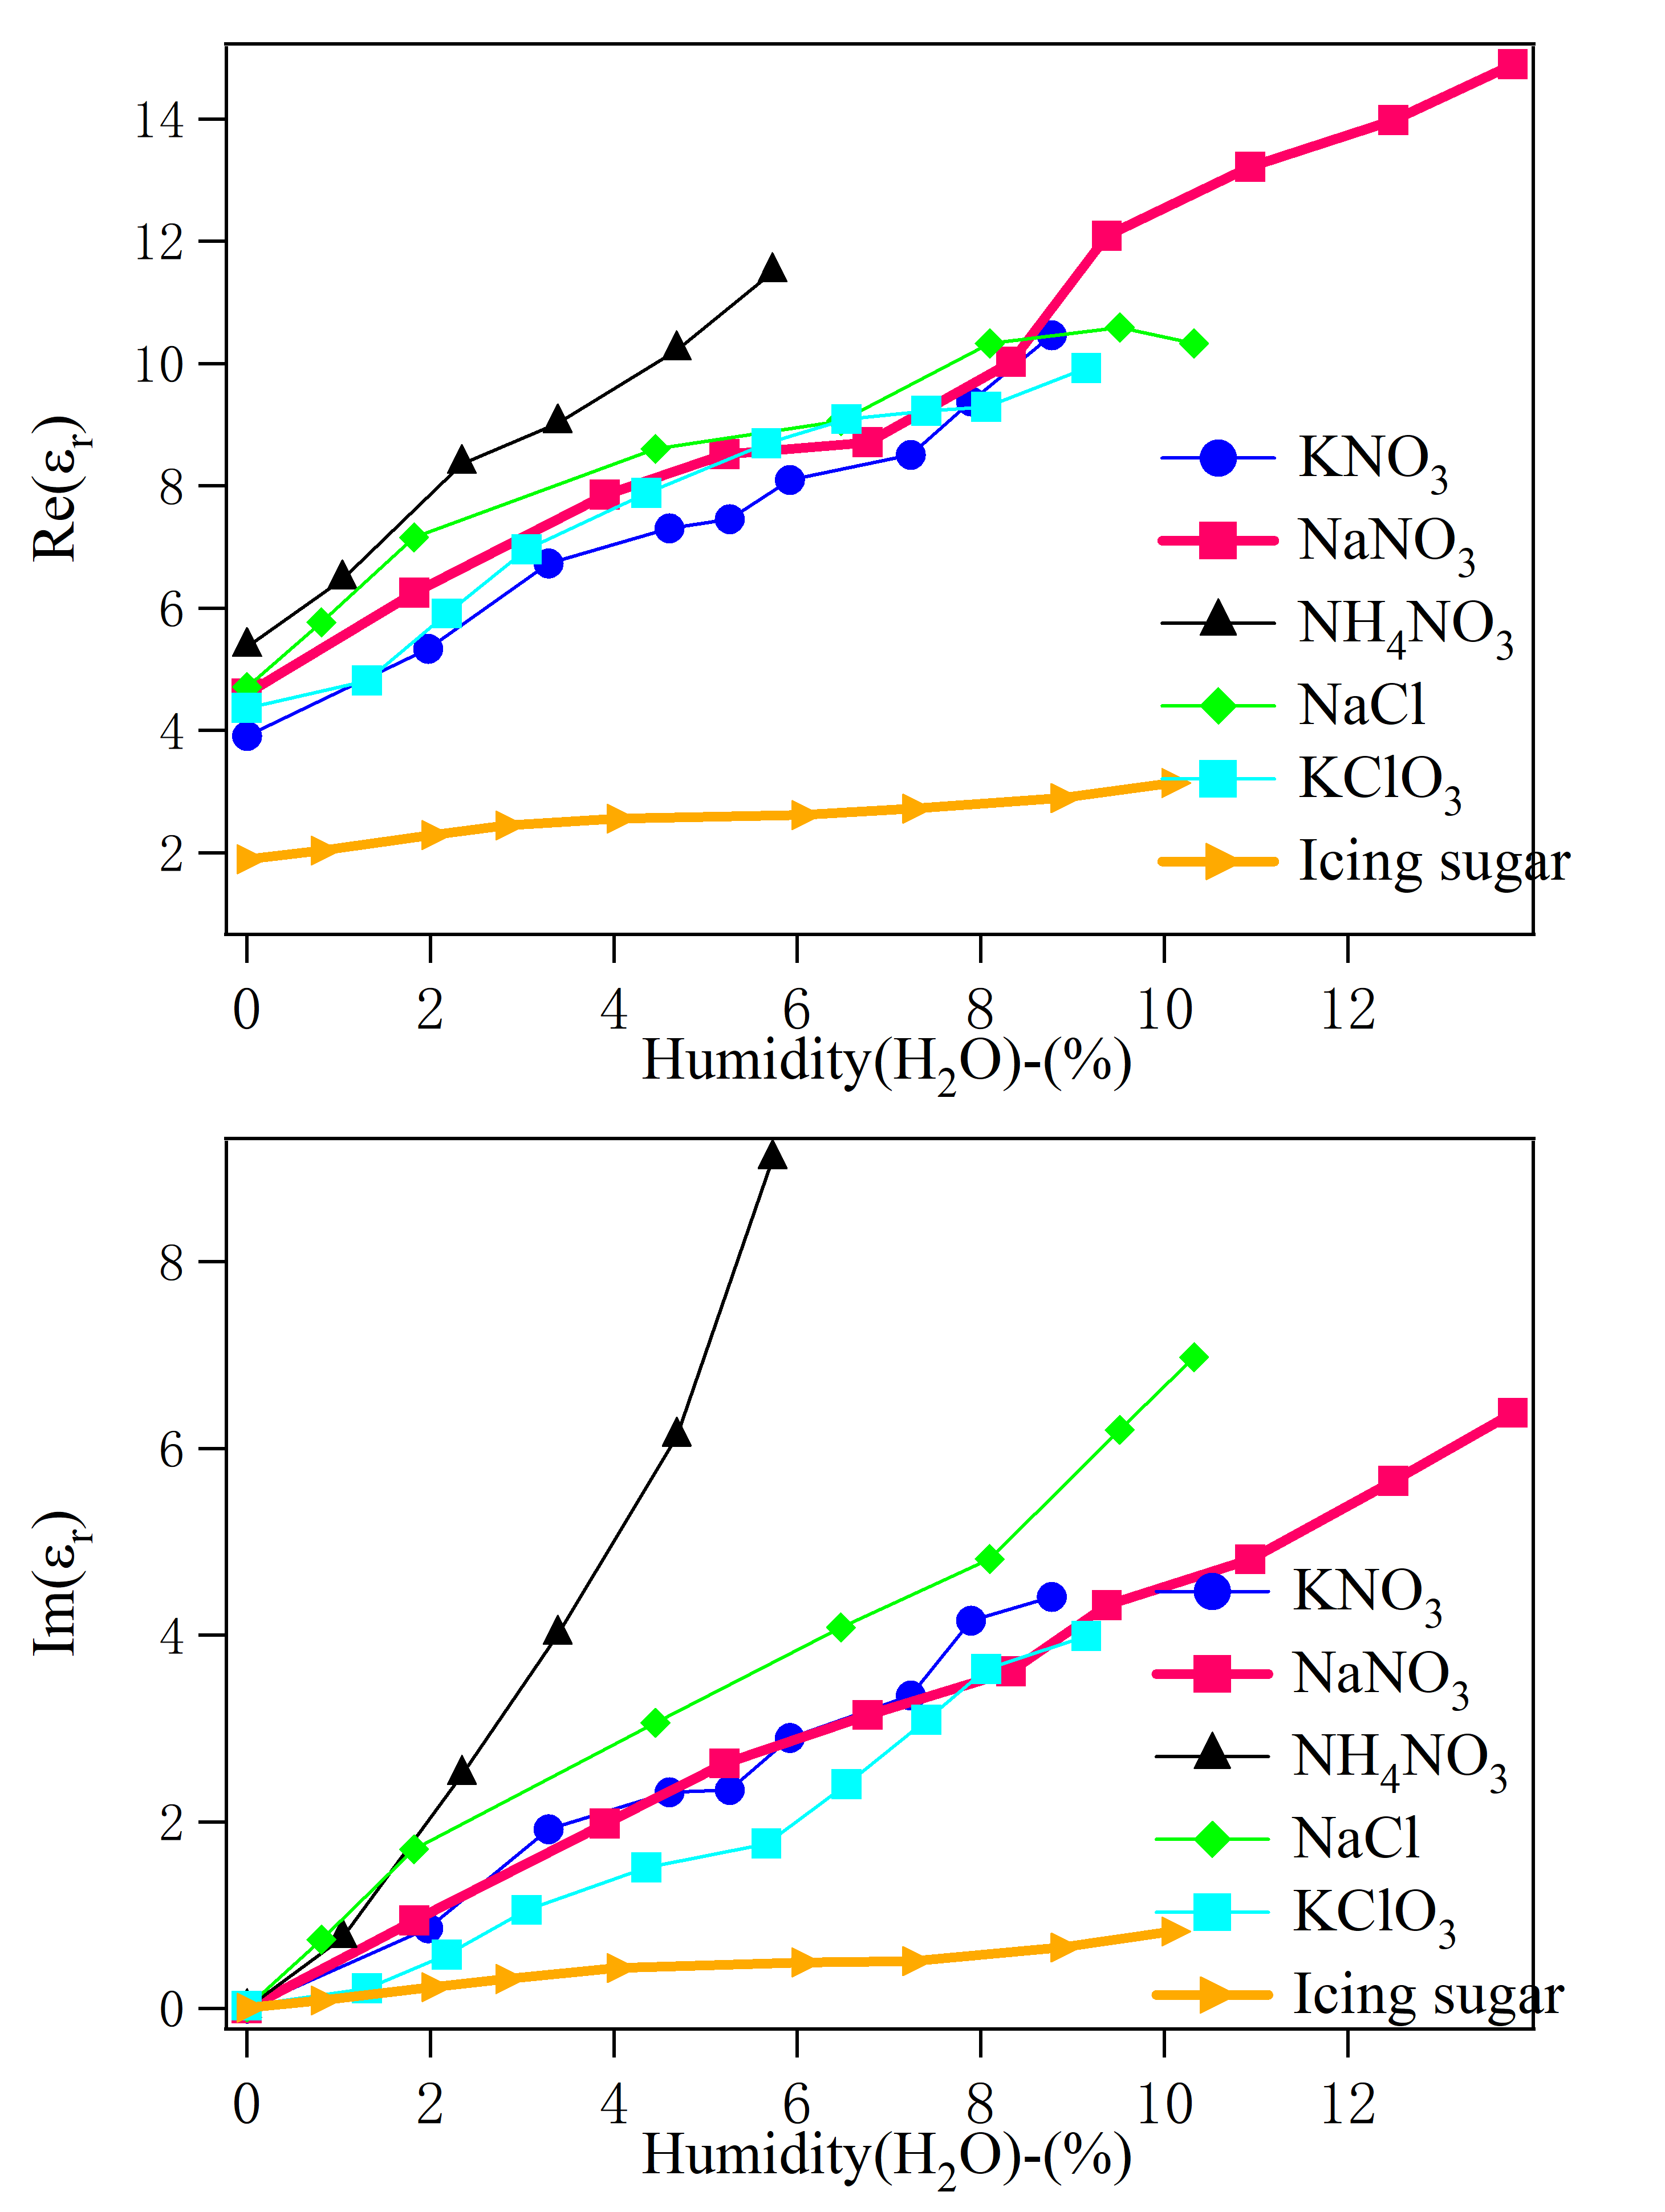 14
12
10
8
6
4
2
Re(εr)
KNO3
NaNO3
NH4NO3
NaCl
KClO3
Icing sugar
0 2 4 6 8 10 12
Humidity(H2O)-(%)
8
6
4
2
0
Im(εr)
KNO3
NaNO3
NH4NO3
NaCl
KClO3
Icing sugar
0 2 4 6 8 10 12
Humidity(H2O)-(%)